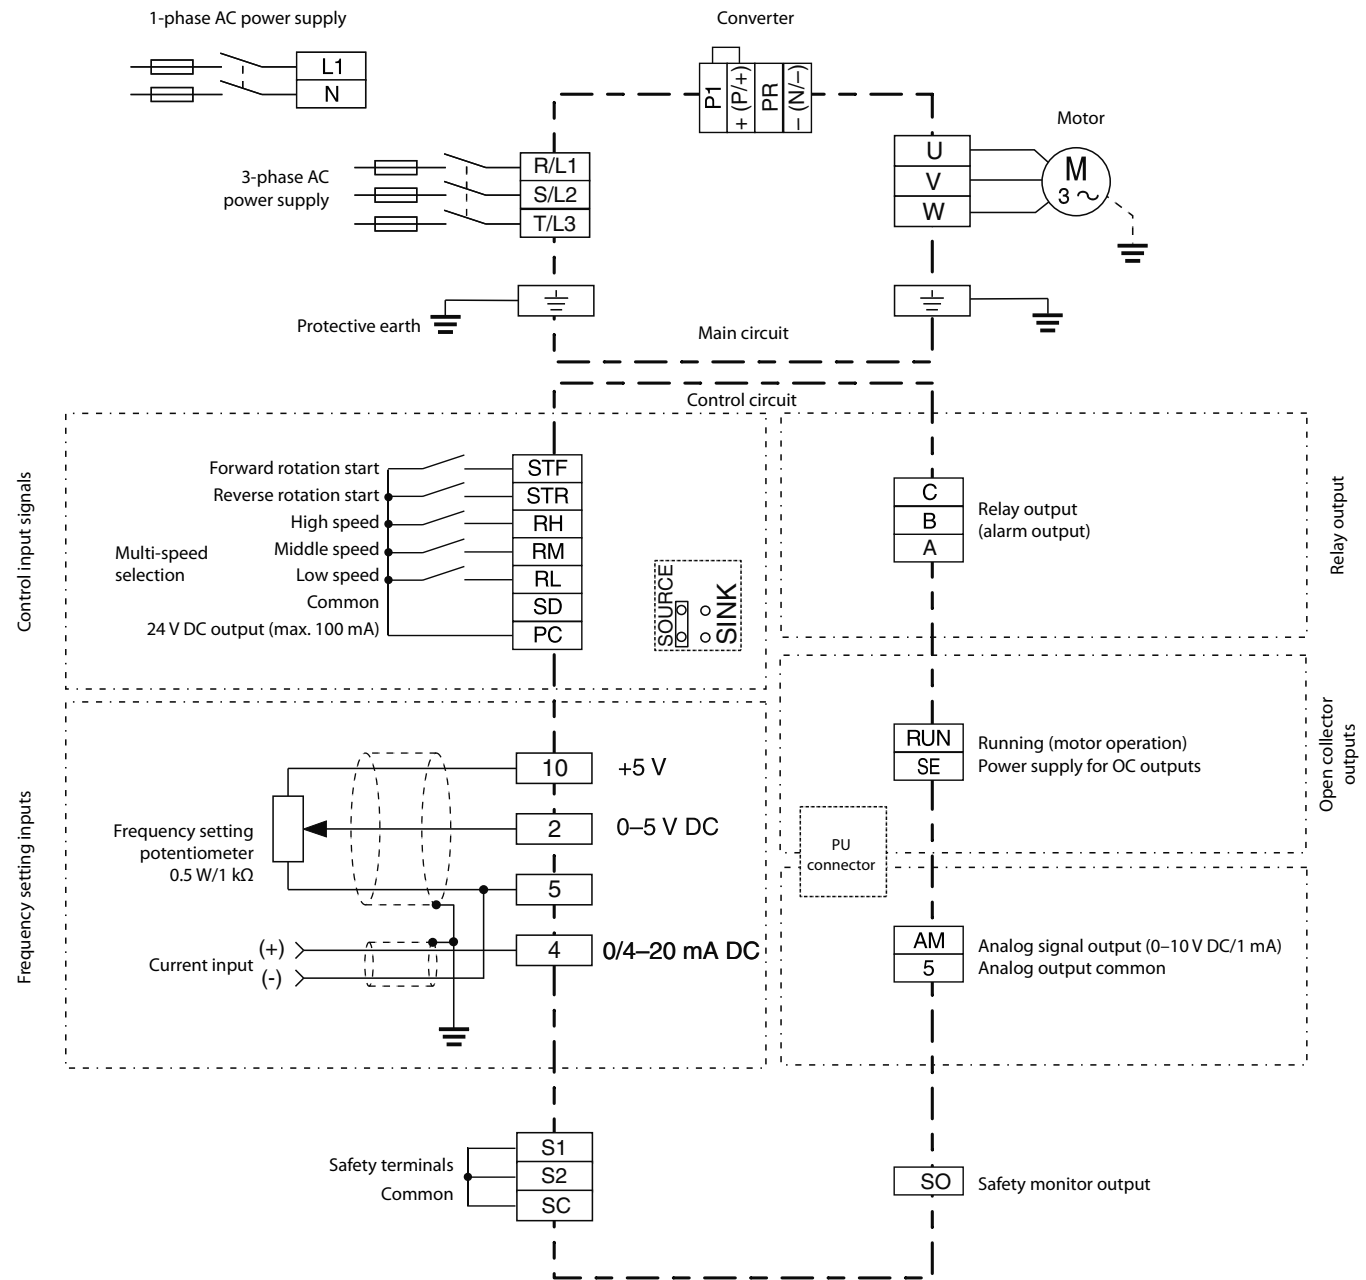 1-phase AC power supply
L1
N
Converter
P1
+ (P/+)
PR
– (N/–)
3-phase AC
power supply
R/L1
S/L2
T/L3
U
V
W
Motor
M
3 ~
Protective earth
Main circuit
Control circuit
Control input signals
Forward rotation start
Reverse rotation start
High speed
Middle speed
Low speed
Common
24 V DC output (max. 100 mA)
Multi-speed
selection
STF
STR
RH
RM
RL
SD
PC
SOURCE
SINK
C
B
A
Relay output
(alarm output)
Relay output
Frequency setting inputs
Frequency setting
potentiometer
0.5 W/1 kΩ
10
+5 V
2
0–5 V DC
5
4
0/4–20 mA DC
Current input
(+)
(-)
RUN
SE
Running (motor operation)
Power supply for OC outputs
Open collector
outputs
PU
connector
AM
5
Analog signal output (0–10 V DC/1 mA)
Analog output common
Safety terminals
Common
S1
S2
SC
SO
Safety monitor output